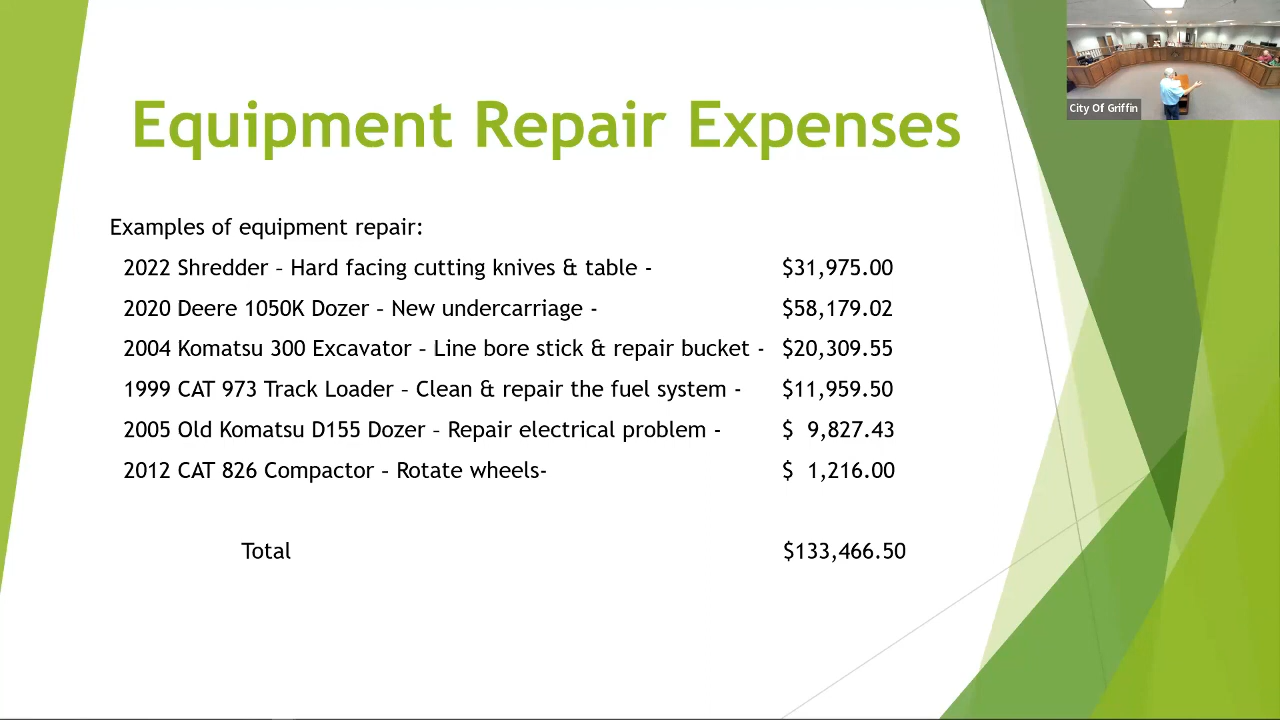 Equipment Repair Expenses
City Of Griffin
Examples of equipment repair:
2022 Shredder – Hard facing cutting knives & table - $31,975.00
2020 Deere 1050K Dozer – New undercarriage - $58,179.02
2004 Komatsu 300 Excavator – Line bore stick & repair bucket - $20,309.55
1999 CAT 973 Track Loader – Clean & repair the fuel system - $11,959.50
2005 Old Komatsu D155 Dozer – Repair electrical problem - $ 9,827.43
2012 CAT 826 Compactor – Rotate wheels- $ 1,216.00
Total $133,466.50